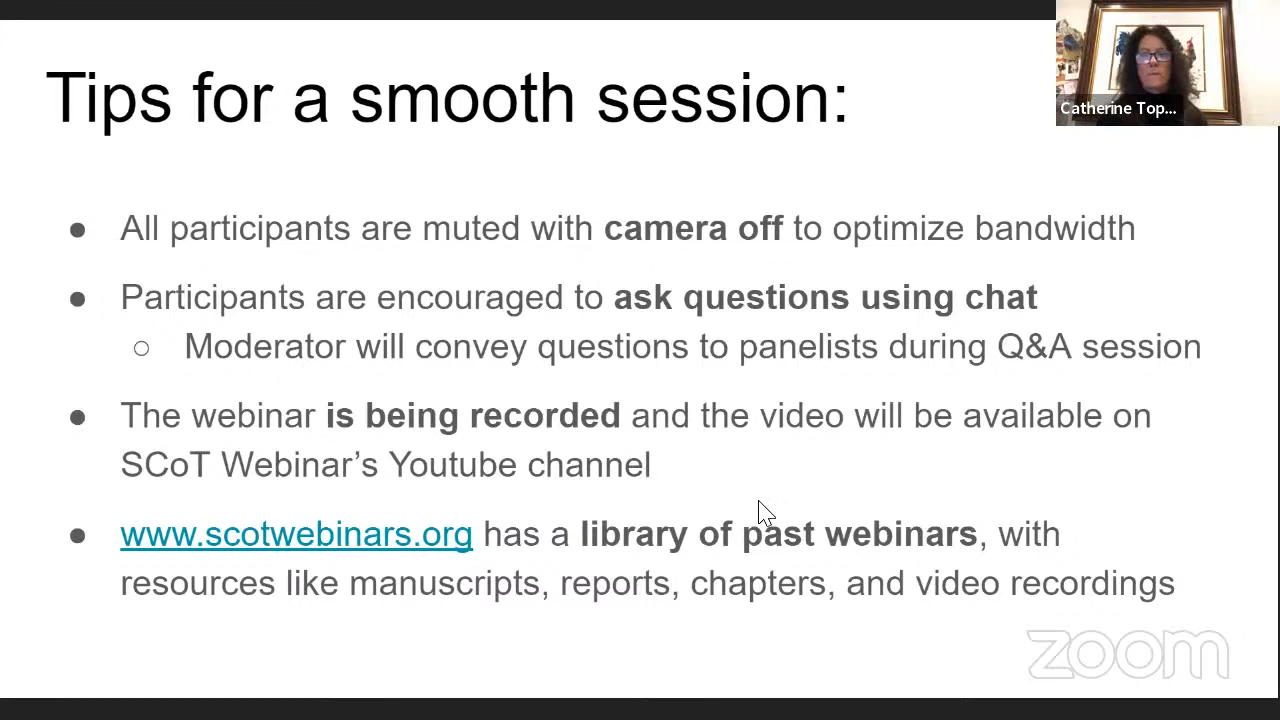 Tips for a smooth session:
Catherine Top...
● All participants are muted with camera off to optimize bandwidth
● Participants are encouraged to ask questions using chat
○ Moderator will convey questions to panelists during Q&A session
● The webinar is being recorded and the video will be available on
SCoT Webinar’s Youtube channel
● www.scotwebinars.org has a library of past webinars, with
resources like manuscripts, reports, chapters, and video recordings
zoom